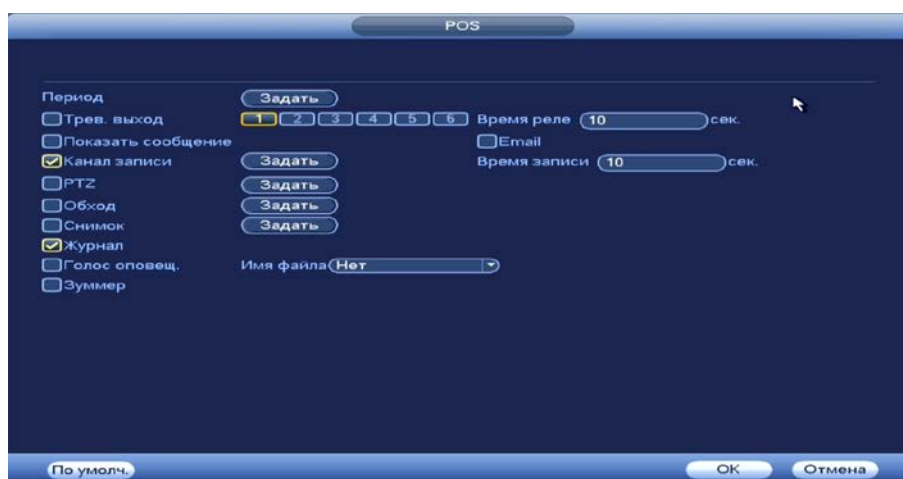 POS
Период Задать
Трев. выход 1 2 3 4 5 6 Время реле 10 сек.
Показать сообщение Email
Канал записи Задать Время записи 10 сек.
PTZ Задать
Обход Задать
Снимок Задать
Журнал
Голос оповещ. Имя файла Нет
Зуммер
По умолч. OK Отмена